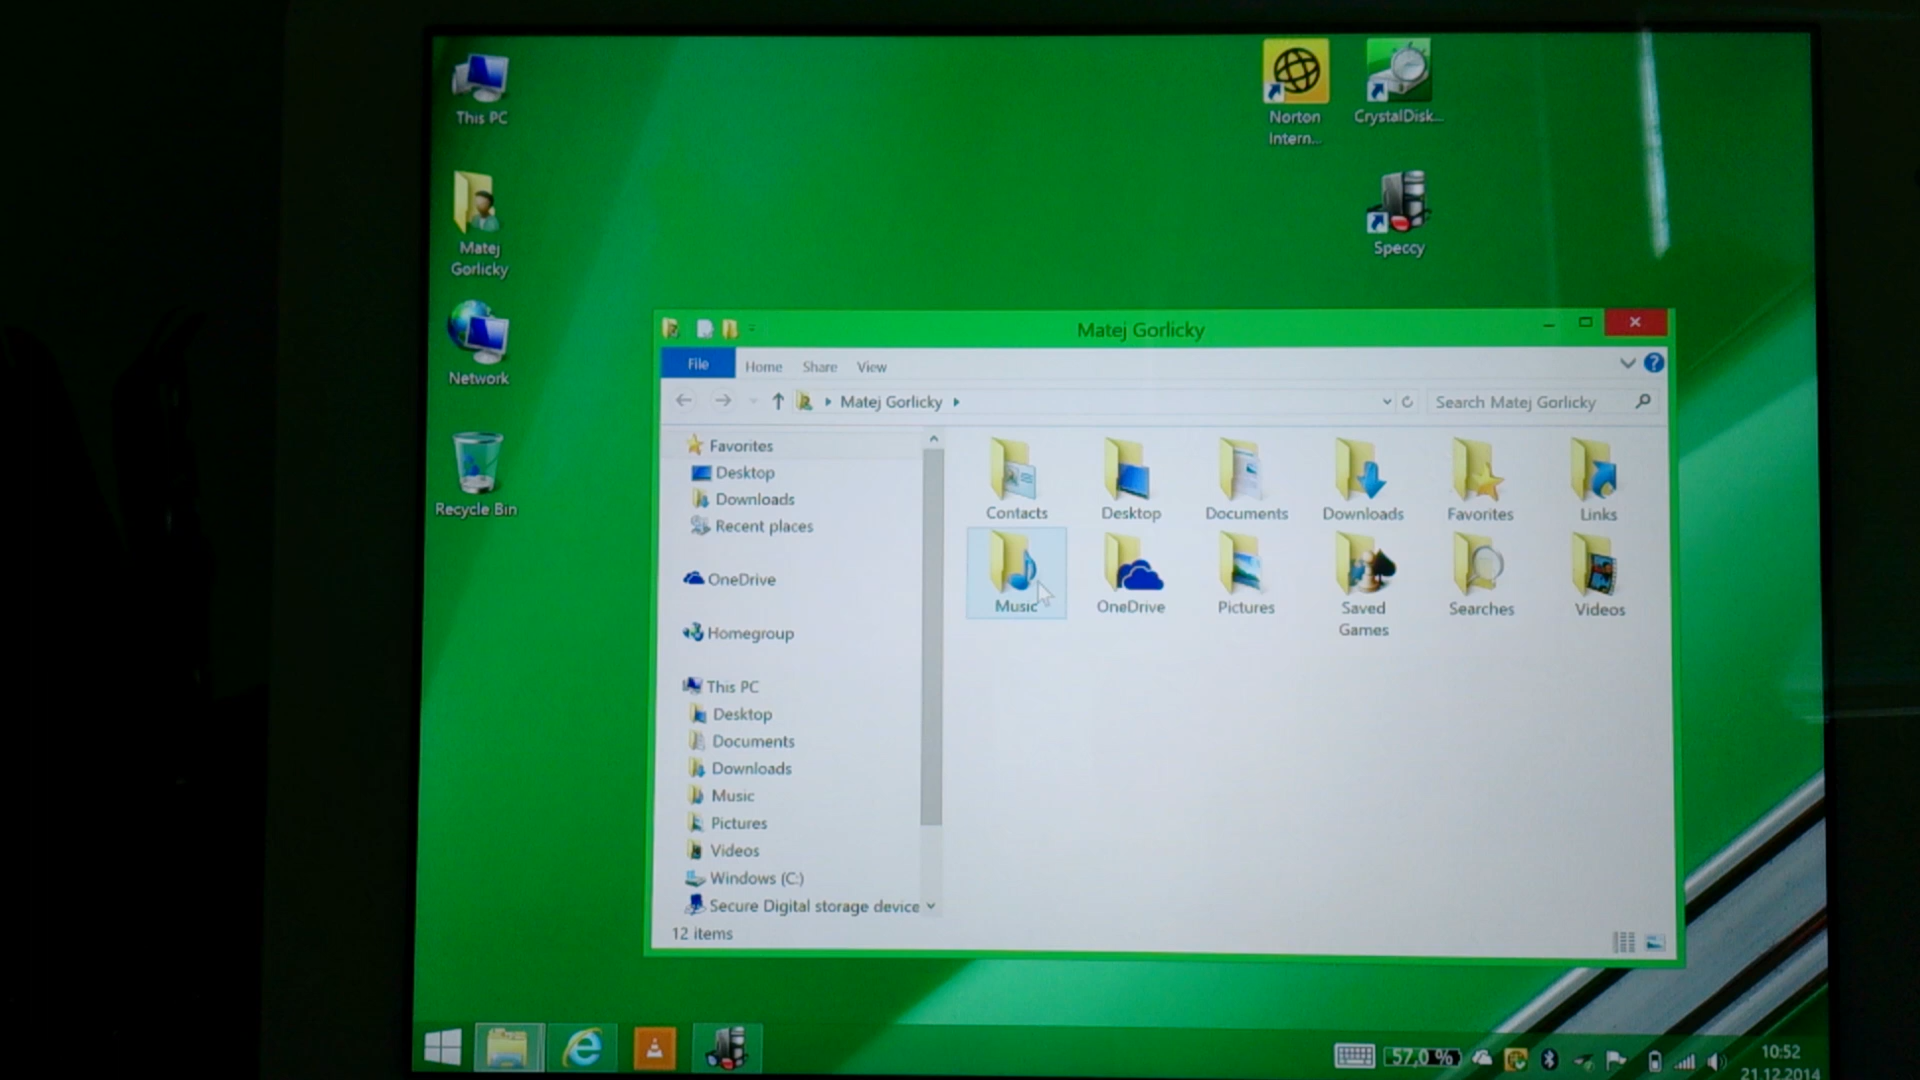 This PC
Matej
Gorlicky
Network
Recycle Bin
Norton
Intern...
CrystalDisk...
Speccy
Matej Gorlicky
File
Home
Share
View
Matej Gorlicky
Search Matej Gorlicky
Favorites
Desktop
Downloads
Recent places
OneDrive
Homegroup
This PC
Desktop
Documents
Downloads
Music
Pictures
Videos
Windows (C:)
Secure Digital storage device
12 items
Contacts
Desktop
Documents
Downloads
Favorites
Links
Music
OneDrive
Pictures
Saved
Games
Searches
Videos
57,0 %
10:52
21.12.2014